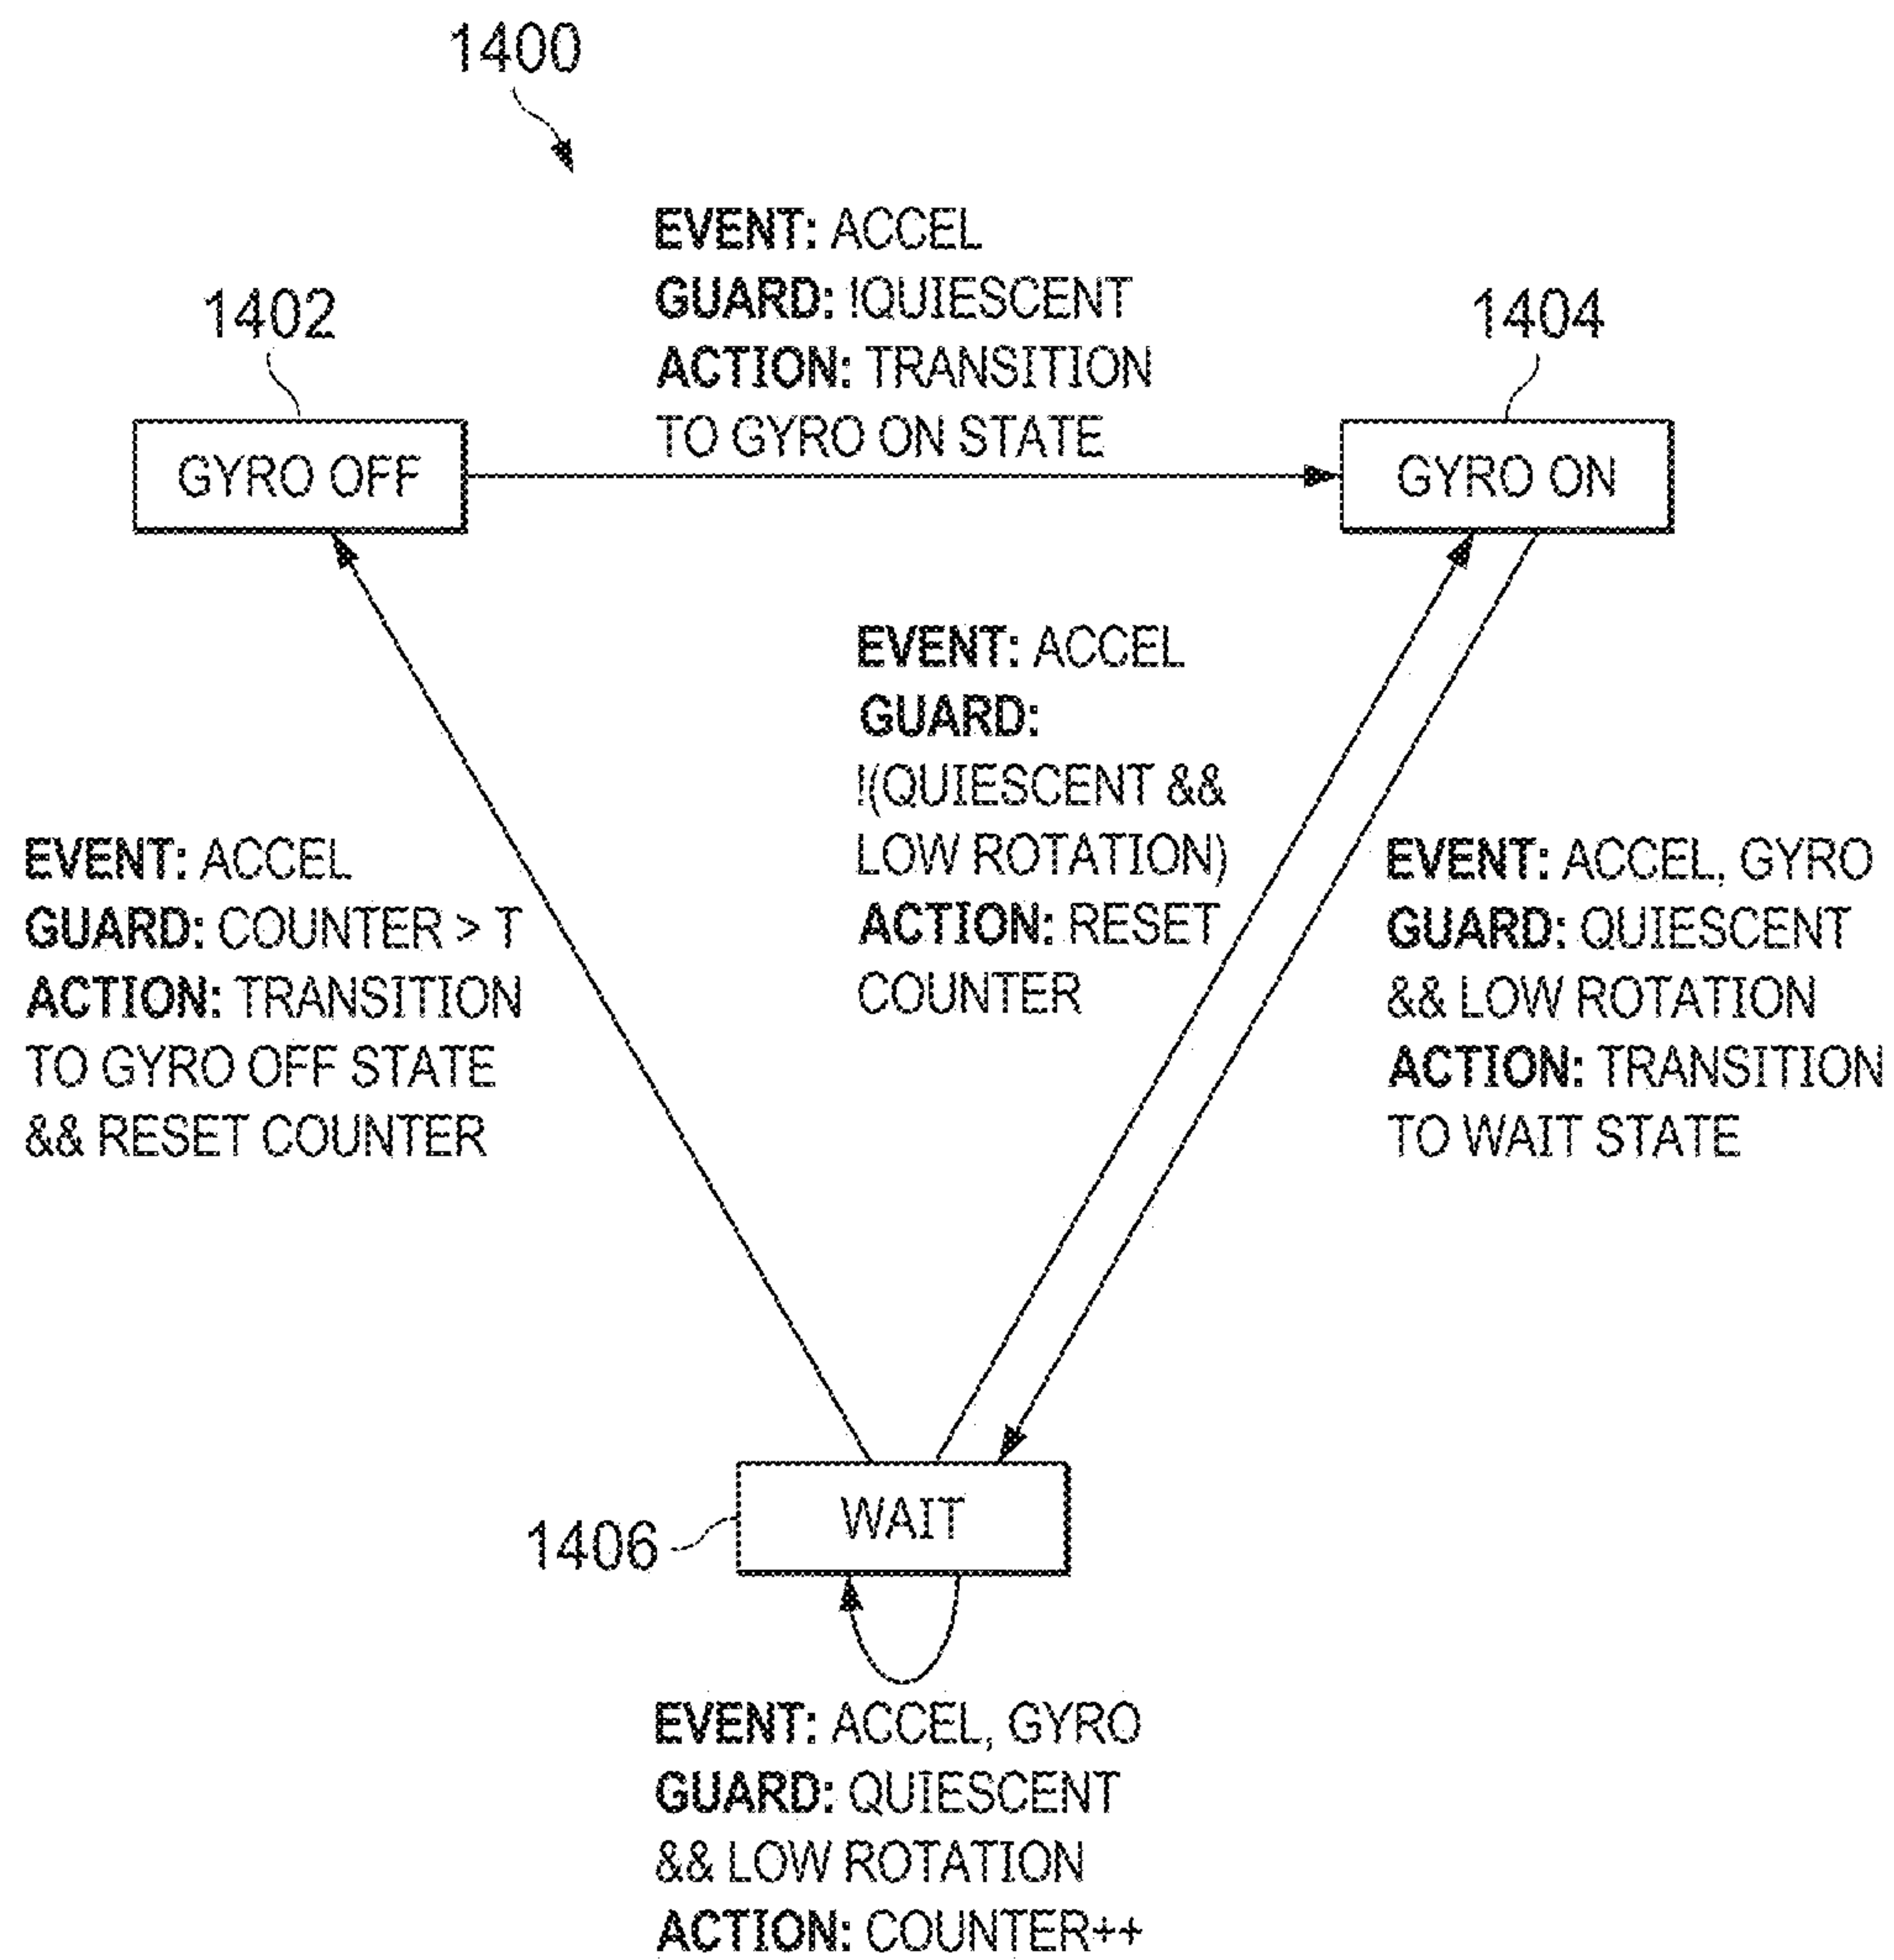 1400
EVENT: ACCEL
GUARD: !QUIESCENT
ACTION: TRANSITION
TO GYRO ON STATE
1402
GYRO OFF
1404
GYRO ON
EVENT: ACCEL
GUARD:
!(QUIESCENT &&
LOW ROTATION)
ACTION: RESET
COUNTER
EVENT: ACCEL
GUARD: COUNTER > T
ACTION: TRANSITION
TO GYRO OFF STATE
&& RESET COUNTER
EVENT: ACCEL, GYRO
GUARD: QUIESCENT
&& LOW ROTATION
ACTION: TRANSITION
TO WAIT STATE
WAIT
1406
EVENT: ACCEL, GYRO
GUARD: QUIESCENT
&& LOW ROTATION
ACTION: COUNTER++